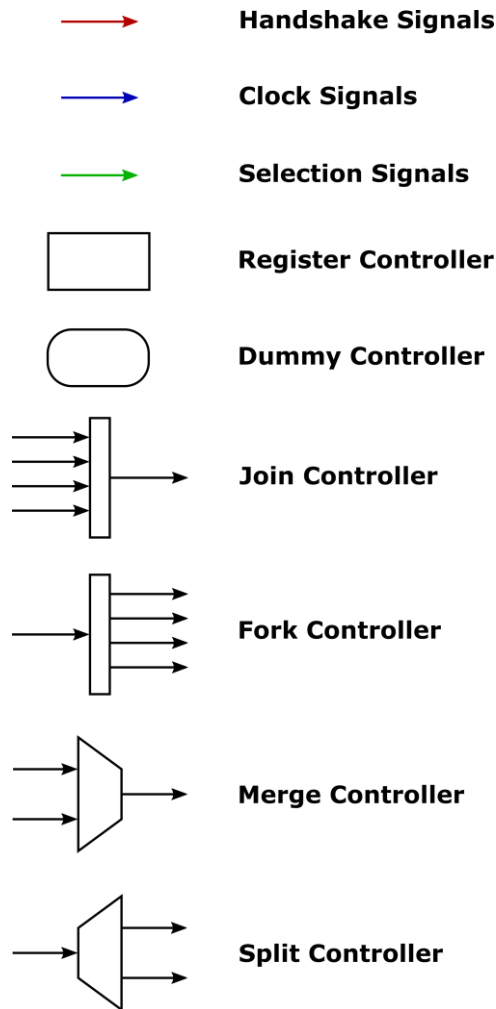 Handshake Signals
Clock Signals
Selection Signals
Register Controller
Dummy Controller
Join Controller
Fork Controller
Merge Controller
Split Controller